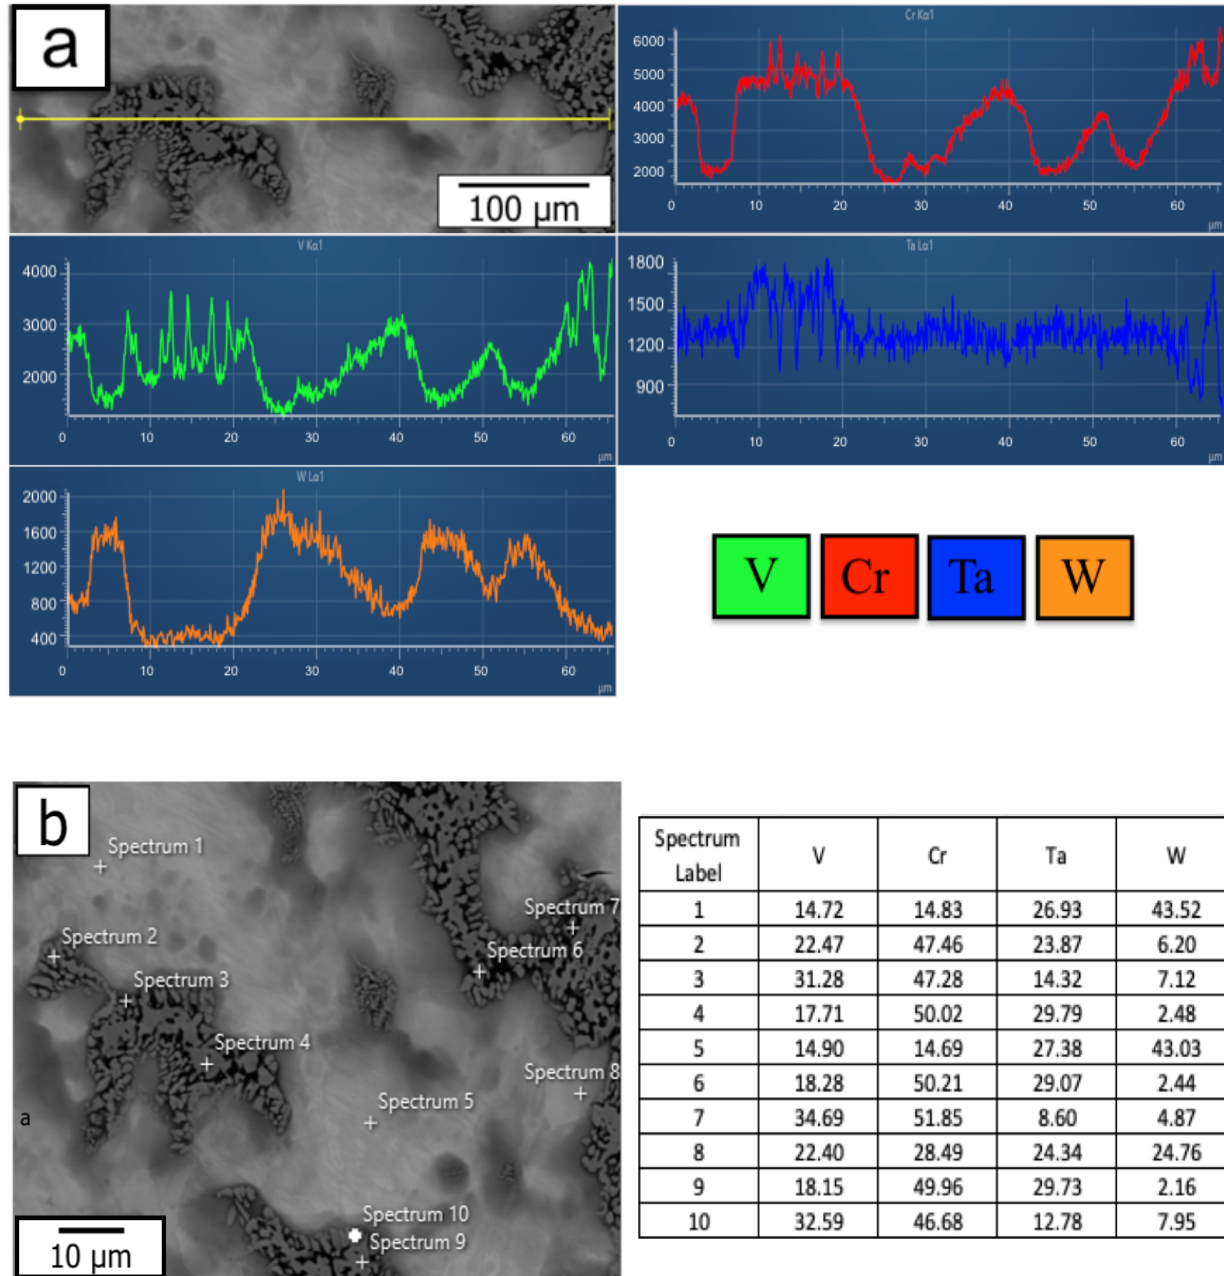 a
100 µm
Cr Kα1
6000
5000
4000
3000
2000
0 10 20 30 40 50 60
µm
V Kα1
4000
3000
2000
0 10 20 30 40 50 60
µm
Ta Lα1
1800
1500
1200
900
0 10 20 30 40 50 60
µm
W Lα1
2000
1600
1200
800
400
0 10 20 30 40 50 60
µm
V Cr Ta W
b
Spectrum 1
Spectrum 2
Spectrum 3
Spectrum 4
Spectrum 5
Spectrum 6
Spectrum 7
Spectrum 8
a
Spectrum 10
Spectrum 9
10 µm
Spectrum Label V Cr Ta W
1 14.72 14.83 26.93 43.52
2 22.47 47.46 23.87 6.20
3 31.28 47.28 14.32 7.12
4 17.71 50.02 29.79 2.48
5 14.90 14.69 27.38 43.03
6 18.28 50.21 29.07 2.44
7 34.69 51.85 8.60 4.87
8 22.40 28.49 24.34 24.76
9 18.15 49.96 29.73 2.16
10 32.59 46.68 12.78 7.95